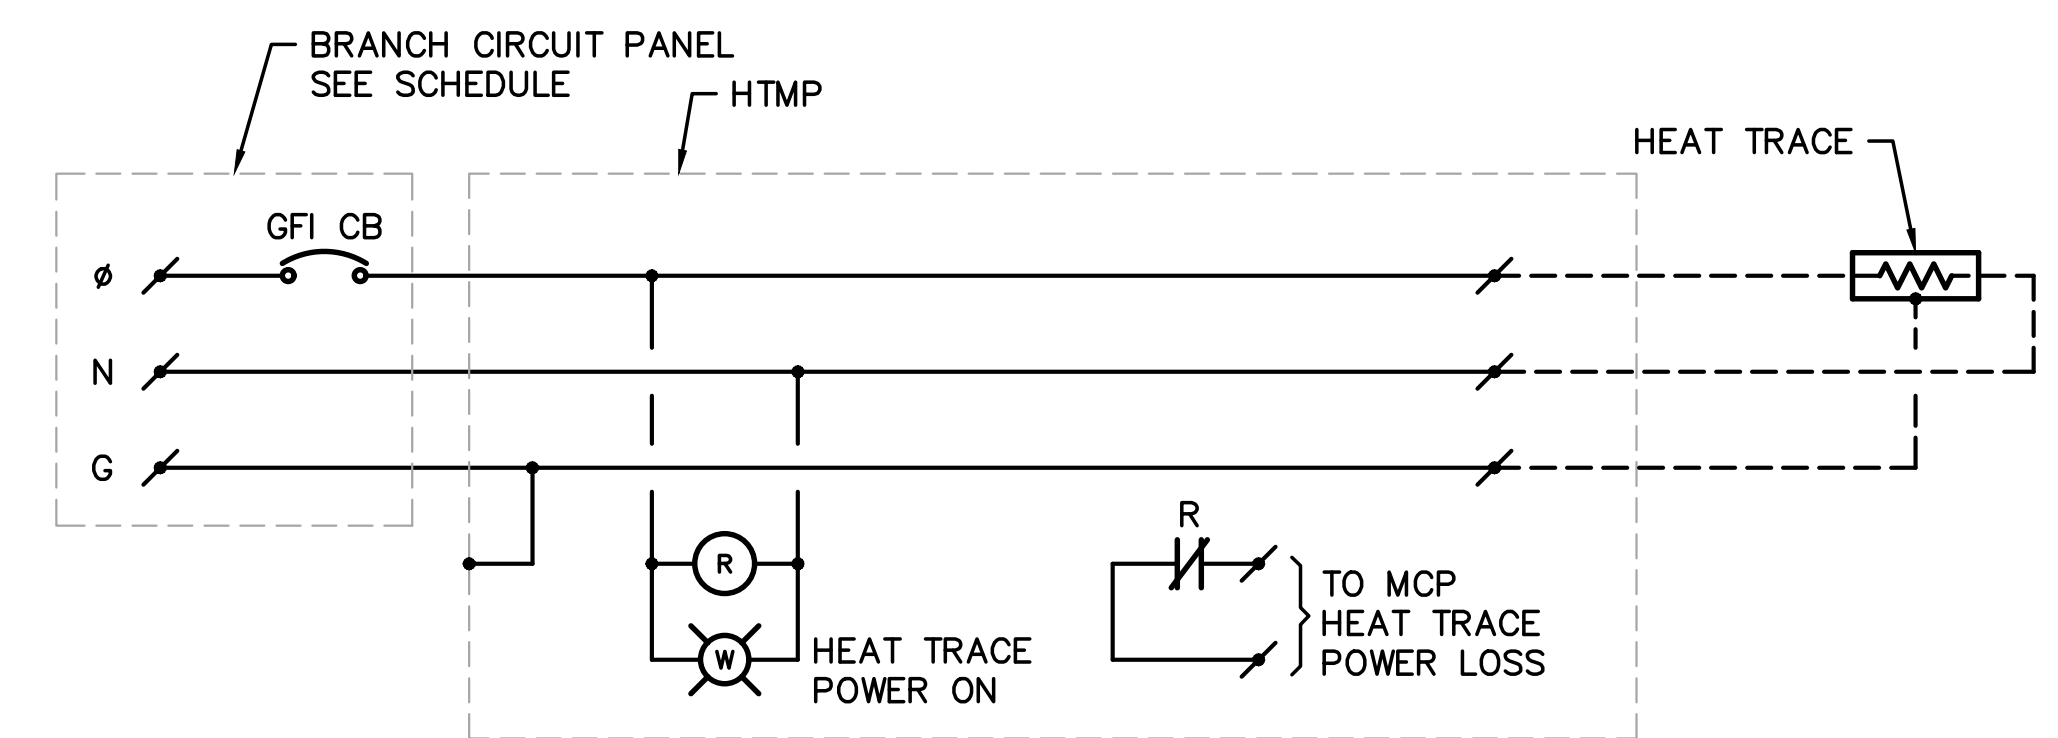 BRANCH CIRCUIT PANEL
SEE SCHEDULE
HTMP
HEAT TRACE
GFI CB
Ø
N
G
R
R
W
HEAT TRACE
POWER ON
TO MCP
HEAT TRACE
POWER LOSS